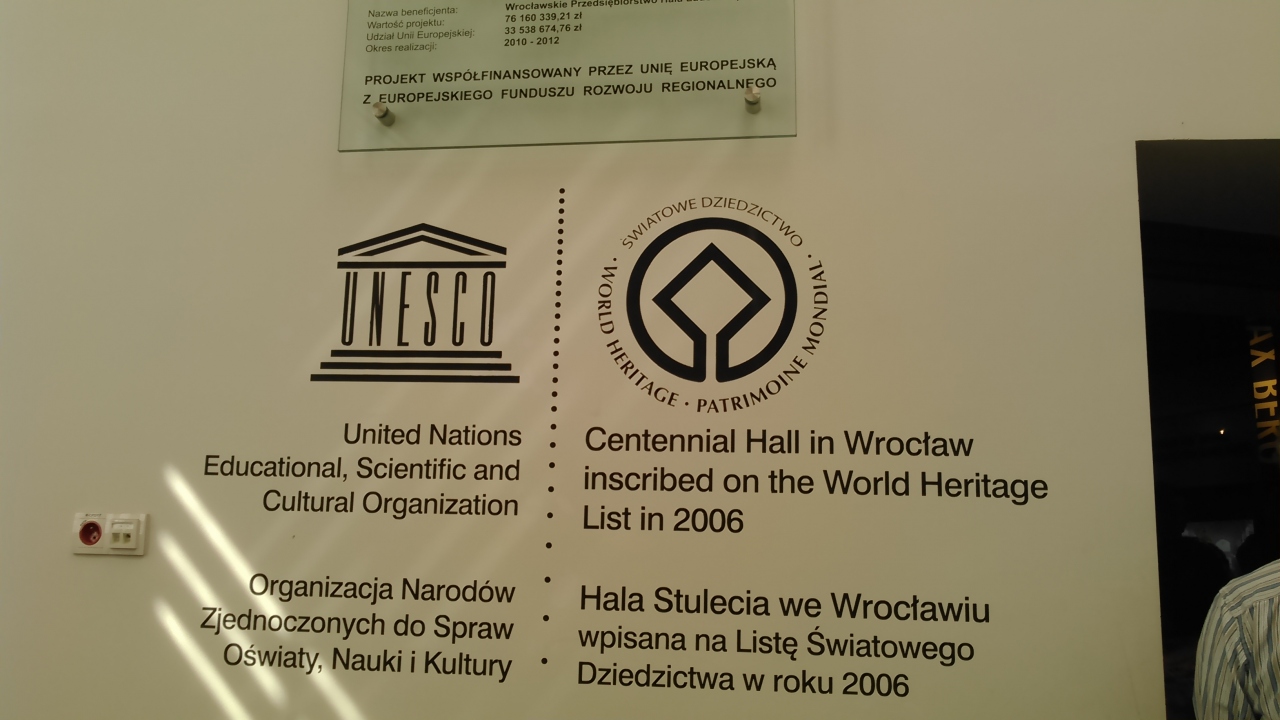 Nazwa beneficjenta: Wrocławskie Przedsiębiorstwo Hala
Wartość projektu: 76 160 339,21 zł
Udział Unii Europejskiej: 33 538 674,76 zł
Okres realizacji: 2010 - 2012
PROJEKT WSPÓŁFINANSOWANY PRZEZ UNIĘ EUROPEJSKĄ
Z EUROPEJSKIEGO FUNDUSZU ROZWOJU REGIONALNEGO
UNESCO
ŚWIATOWE DZIEDZICTWO
· WORLD HERITAGE · PATRIMOINE MONDIAL ·
United Nations
Educational, Scientific and
Cultural Organization
Centennial Hall in Wrocław
inscribed on the World Heritage
List in 2006
Organizacja Narodów
Zjednoczonych do Spraw
Oświaty, Nauki i Kultury
Hala Stulecia we Wrocławiu
wpisana na Listę Światowego
Dziedzictwa w roku 2006
AX BERG